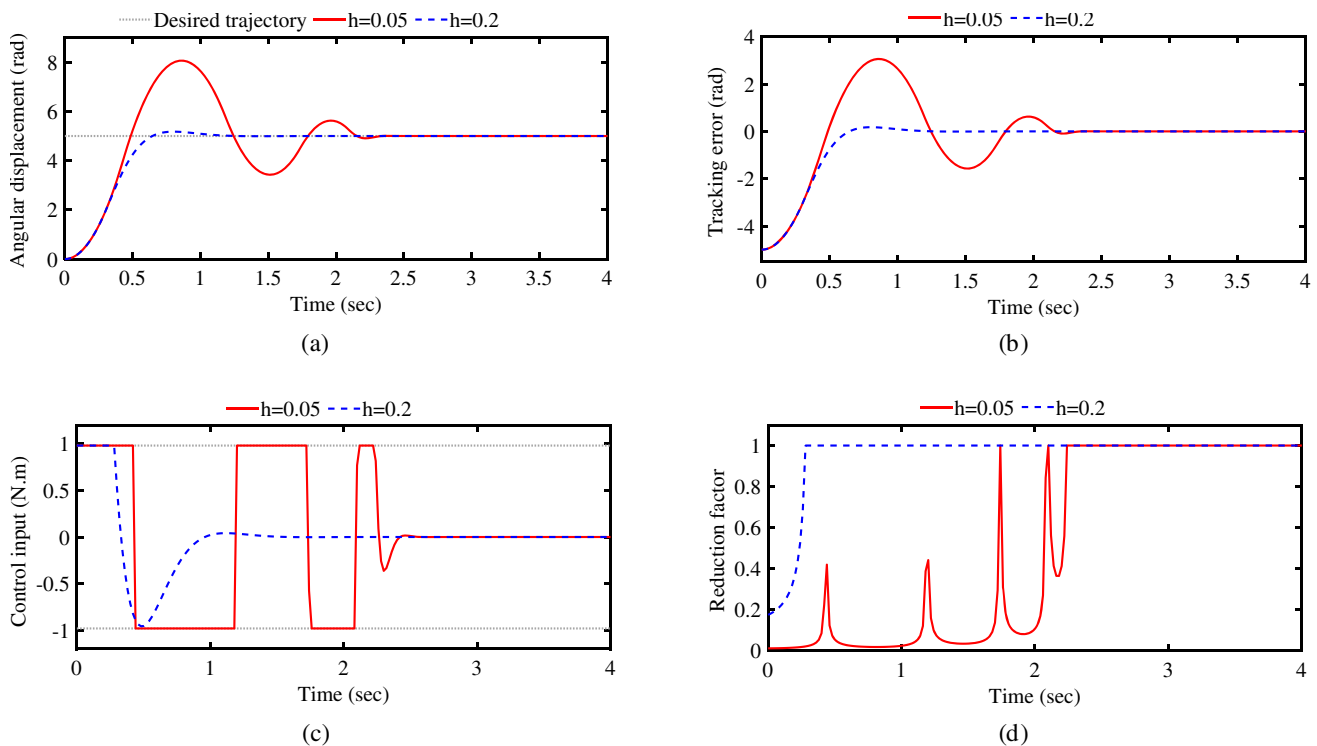 Desired trajectory h=0.05 h=0.2
Angular displacement (rad)
8
6
4
2
0
0 0.5 1 1.5 2 2.5 3 3.5 4
Time (sec)
(a)
h=0.05 h=0.2
Tracking error (rad)
4
2
0
-2
-4
0 0.5 1 1.5 2 2.5 3 3.5 4
Time (sec)
(b)
h=0.05 h=0.2
Control input (N.m)
1
0.5
0
-0.5
-1
0 1 2 3 4
Time (sec)
(c)
h=0.05 h=0.2
Reduction factor
1
0.8
0.6
0.4
0.2
0
0 1 2 3 4
Time (sec)
(d)